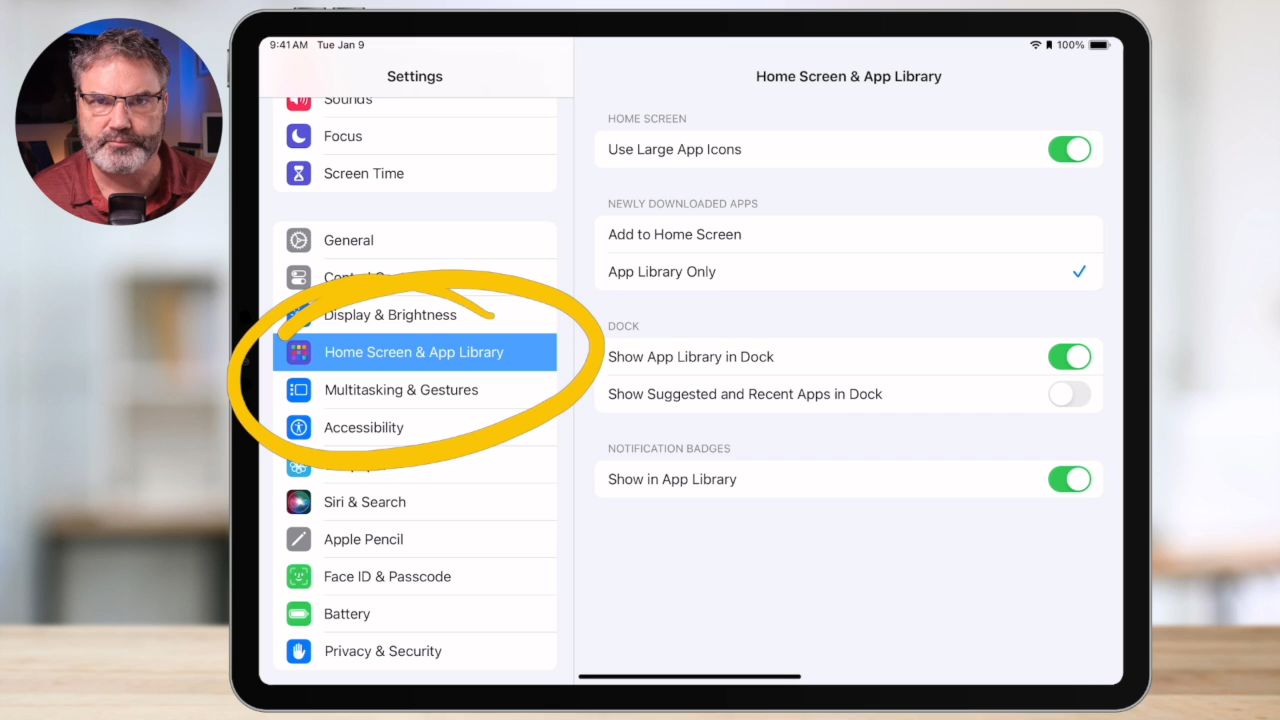 9:41 AM Tue Jan 9
100%
Settings
Sounds
Focus
Screen Time
General
Display & Brightness
Home Screen & App Library
Multitasking & Gestures
Accessibility
Siri & Search
Apple Pencil
Face ID & Passcode
Battery
Privacy & Security
Home Screen & App Library
HOME SCREEN
Use Large App Icons
NEWLY DOWNLOADED APPS
Add to Home Screen
App Library Only
DOCK
Show App Library in Dock
Show Suggested and Recent Apps in Dock
NOTIFICATION BADGES
Show in App Library